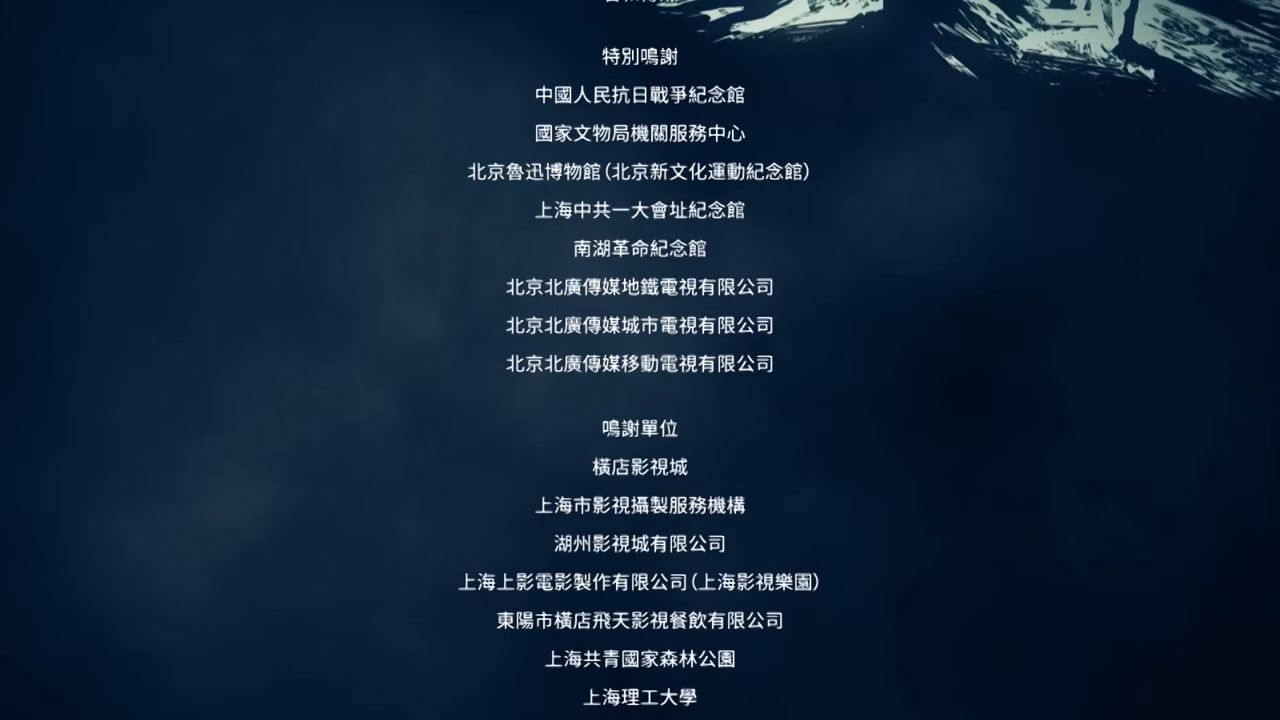 特別鳴謝
中國人民抗日戰爭紀念館
國家文物局機關服務中心
北京魯迅博物館(北京新文化運動紀念館)
上海中共一大會址紀念館
南湖革命紀念館
北京北廣傳媒地鐵電視有限公司
北京北廣傳媒城市電視有限公司
北京北廣傳媒移動電視有限公司
鳴謝單位
橫店影視城
上海市影視攝製服務機構
湖州影視城有限公司
上海上影電影製作有限公司(上海影視樂園)
東陽市橫店飛天影視餐飲有限公司
上海共青國家森林公園
上海理工大學